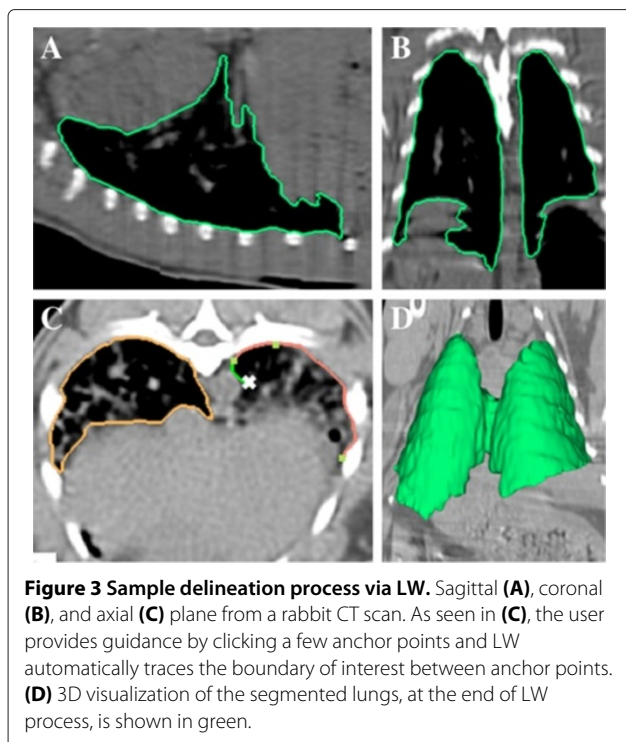 A
B
C
D
Figure 3 Sample delineation process via LW. Sagittal (A), coronal
(B), and axial (C) plane from a rabbit CT scan. As seen in (C), the user
provides guidance by clicking a few anchor points and LW
automatically traces the boundary of interest between anchor points.
(D) 3D visualization of the segmented lungs, at the end of LW
process, is shown in green.